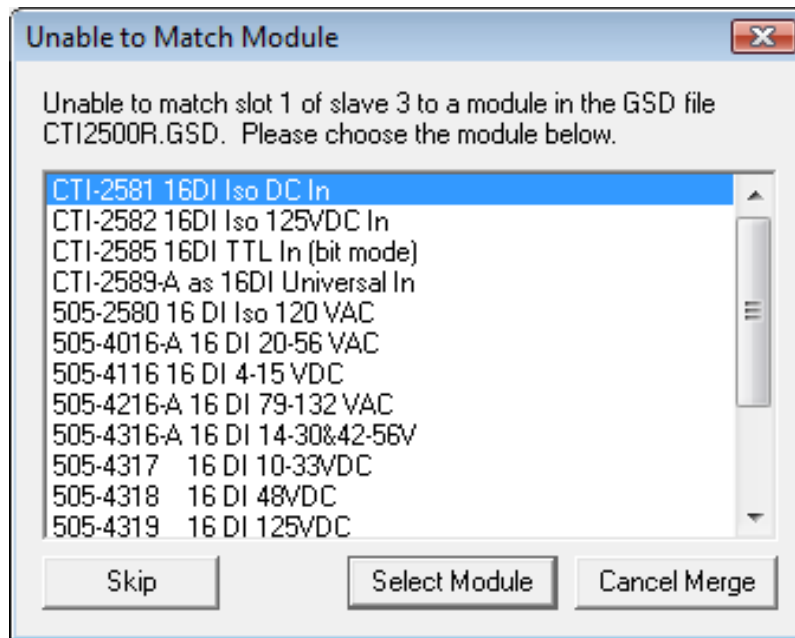 Unable to Match Module
Unable to match slot 1 of slave 3 to a module in the GSD file
CTI2500R.GSD.  Please choose the module below.
CTI-2581 16DI Iso DC In
CTI-2582 16DI Iso 125VDC In
CTI-2585 16DI TTL In (bit mode)
CTI-2589-A as 16DI Universal In
505-2580 16 DI Iso 120 VAC
505-4016-A 16 DI 20-56 VAC
505-4116 16 DI 4-15 VDC
505-4216-A 16 DI 79-132 VAC
505-4316-A 16 DI 14-30&42-56V
505-4317    16 DI 10-33VDC
505-4318    16 DI 48VDC
505-4319    16 DI 125VDC
Skip
Select Module
Cancel Merge